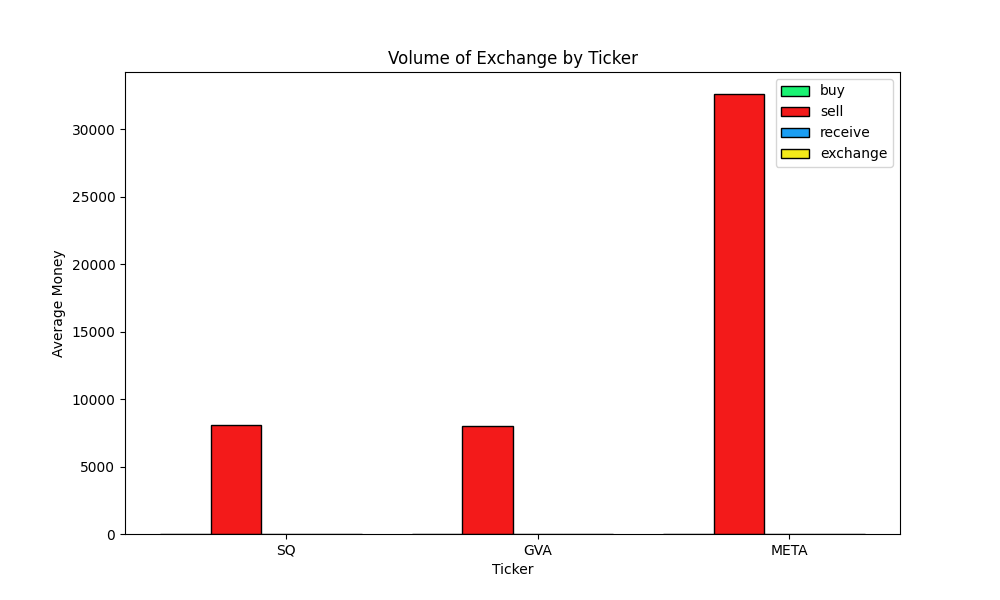 Volume of Exchange by Ticker
buy
sell
receive
exchange
30000
25000
20000
15000
10000
5000
0
Average Money
SQ
GVA
META
Ticker